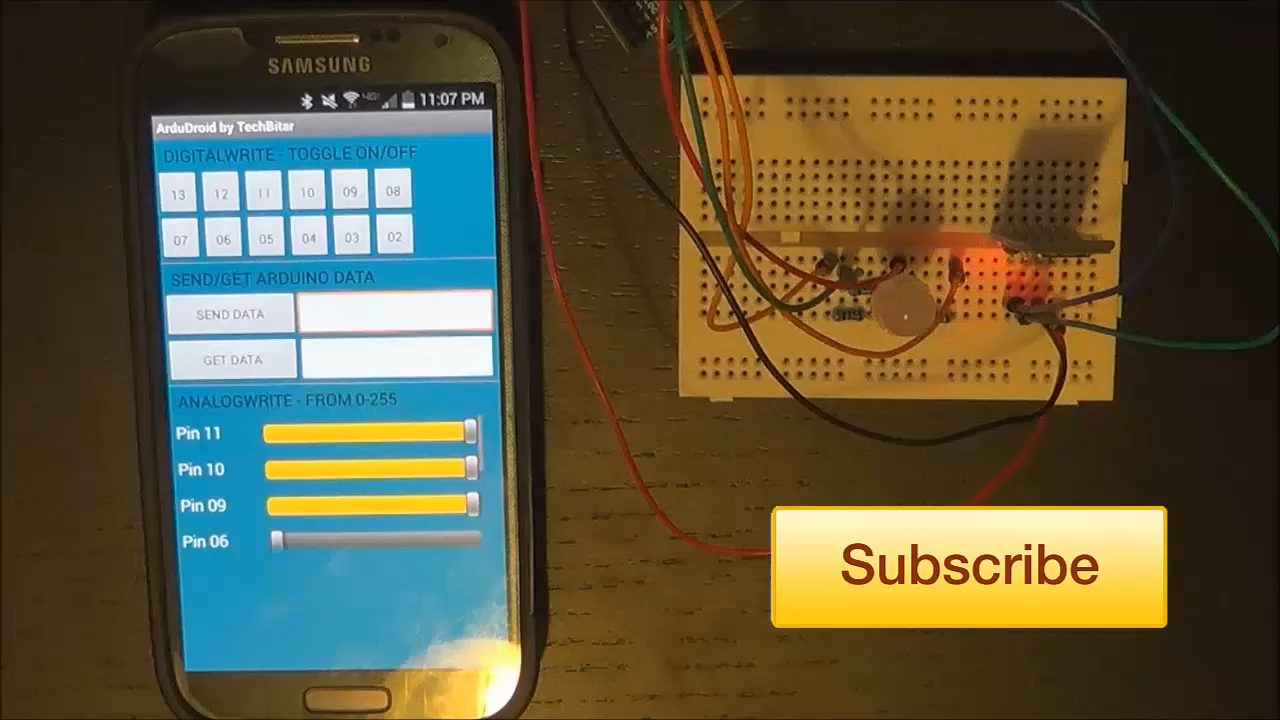 SAMSUNG
11:07 PM
ArduDroid by TechBitar
DIGITALWRITE - TOGGLE ON/OFF
13 12 11 10 09 08
07 06 05 04 03 02
SEND/GET ARDUINO DATA
SEND DATA
GET DATA
ANALOGWRITE - FROM 0-255
Pin 11
Pin 10
Pin 09
Pin 06
Subscribe